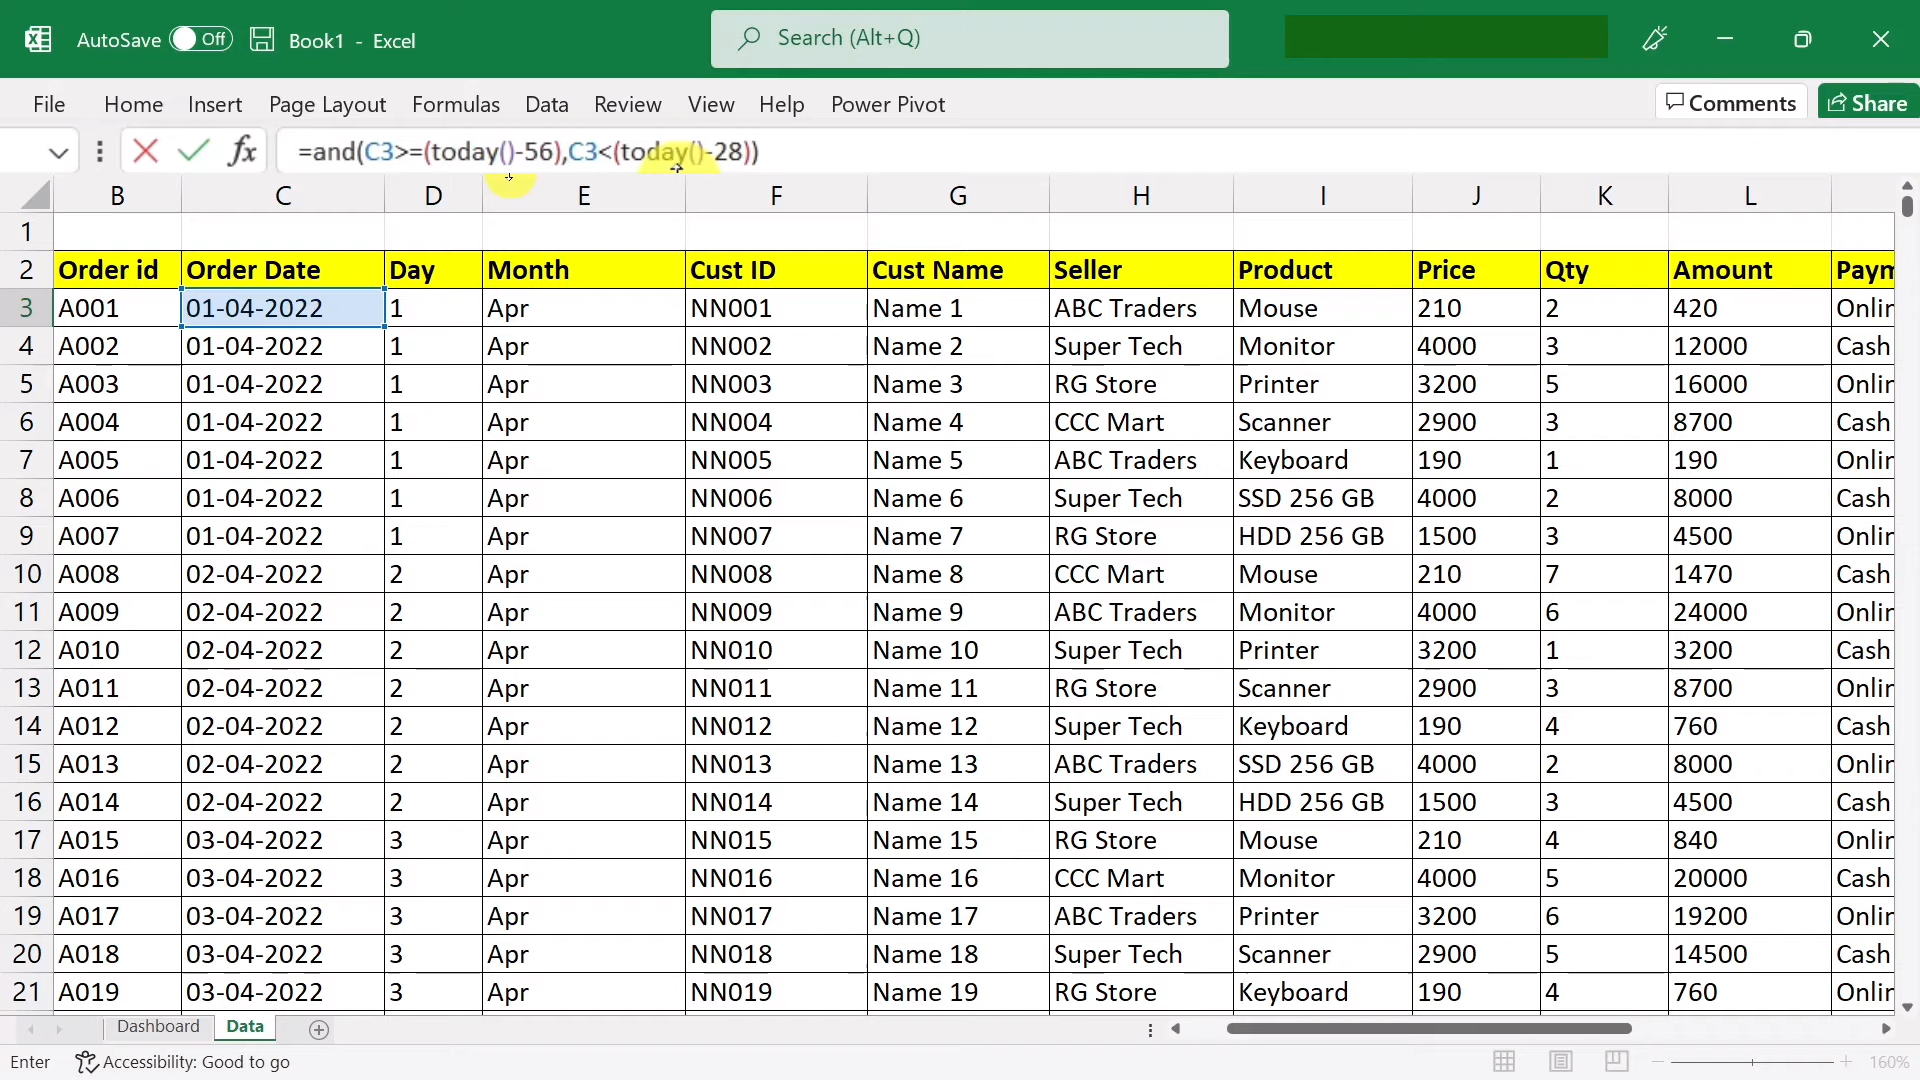 AutoSave Off Book1 - Excel Search (Alt+Q)
File Home Insert Page Layout Formulas Data Review View Help Power Pivot Comments Share
fx =and(C3>=(today()-56),C3<(today()-28))
B C D E F G H I J K L
1
2 Order id Order Date Day Month Cust ID Cust Name Seller Product Price Qty Amount Paym
3 A001 01-04-2022 1 Apr NN001 Name 1 ABC Traders Mouse 210 2 420 Onlin
4 A002 01-04-2022 1 Apr NN002 Name 2 Super Tech Monitor 4000 3 12000 Cash
5 A003 01-04-2022 1 Apr NN003 Name 3 RG Store Printer 3200 5 16000 Onlin
6 A004 01-04-2022 1 Apr NN004 Name 4 CCC Mart Scanner 2900 3 8700 Cash
7 A005 01-04-2022 1 Apr NN005 Name 5 ABC Traders Keyboard 190 1 190 Onlin
8 A006 01-04-2022 1 Apr NN006 Name 6 Super Tech SSD 256 GB 4000 2 8000 Cash
9 A007 01-04-2022 1 Apr NN007 Name 7 RG Store HDD 256 GB 1500 3 4500 Onlin
10 A008 02-04-2022 2 Apr NN008 Name 8 CCC Mart Mouse 210 7 1470 Cash
11 A009 02-04-2022 2 Apr NN009 Name 9 ABC Traders Monitor 4000 6 24000 Onlin
12 A010 02-04-2022 2 Apr NN010 Name 10 Super Tech Printer 3200 1 3200 Cash
13 A011 02-04-2022 2 Apr NN011 Name 11 RG Store Scanner 2900 3 8700 Onlin
14 A012 02-04-2022 2 Apr NN012 Name 12 Super Tech Keyboard 190 4 760 Cash
15 A013 02-04-2022 2 Apr NN013 Name 13 ABC Traders SSD 256 GB 4000 2 8000 Onlin
16 A014 02-04-2022 2 Apr NN014 Name 14 Super Tech HDD 256 GB 1500 3 4500 Cash
17 A015 03-04-2022 3 Apr NN015 Name 15 RG Store Mouse 210 4 840 Onlin
18 A016 03-04-2022 3 Apr NN016 Name 16 CCC Mart Monitor 4000 5 20000 Cash
19 A017 03-04-2022 3 Apr NN017 Name 17 ABC Traders Printer 3200 6 19200 Onlin
20 A018 03-04-2022 3 Apr NN018 Name 18 Super Tech Scanner 2900 5 14500 Cash
21 A019 03-04-2022 3 Apr NN019 Name 19 RG Store Keyboard 190 4 760 Onlin
Dashboard Data
Enter Accessibility: Good to go 160%